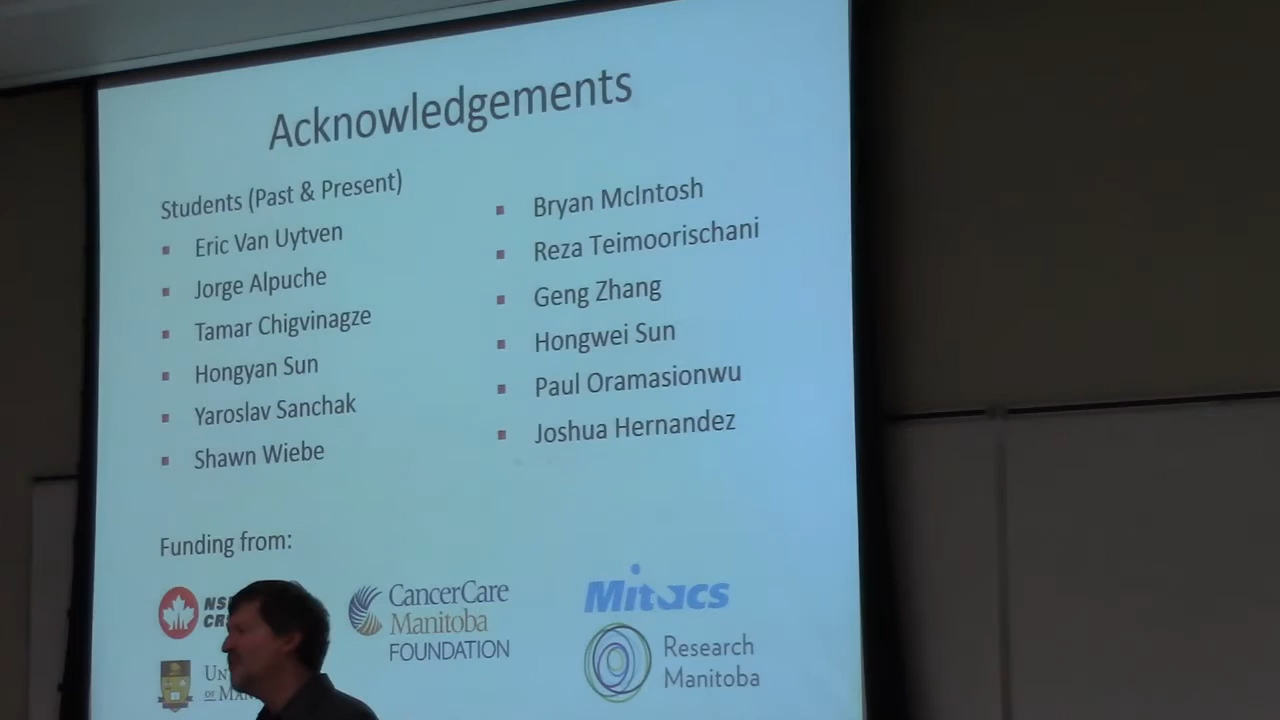 Acknowledgements
Students (Past & Present)
Eric Van Uytven
Jorge Alpuche
Tamar Chigvinagze
Hongyan Sun
Yaroslav Sanchak
Shawn Wiebe
Bryan McIntosh
Reza Teimoorischani
Geng Zhang
Hongwei Sun
Paul Oramasionwu
Joshua Hernandez
Funding from:
CancerCare
Manitoba
FOUNDATION
Mitacs
Research
Manitoba